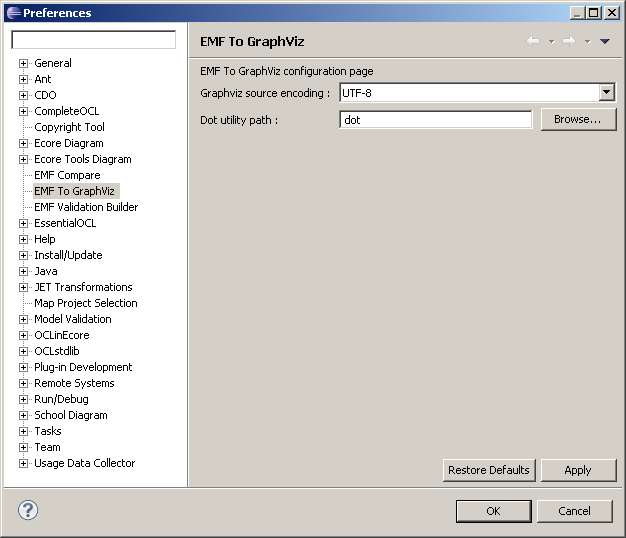 Preferences
EMF To GraphViz
General
Ant
CDO
CompleteOCL
Copyright Tool
Ecore Diagram
Ecore Tools Diagram
EMF Compare
EMF To GraphViz
EMF Validation Builder
EssentialOCL
Help
Install/Update
Java
JET Transformations
Map Project Selection
Model Validation
OCLinEcore
OCLstdlib
Plug-in Development
Remote Systems
Run/Debug
School Diagram
Tasks
Team
Usage Data Collector
EMF To GraphViz configuration page
Graphviz source encoding : UTF-8
Dot utility path : dot Browse...
Restore Defaults Apply
? OK Cancel